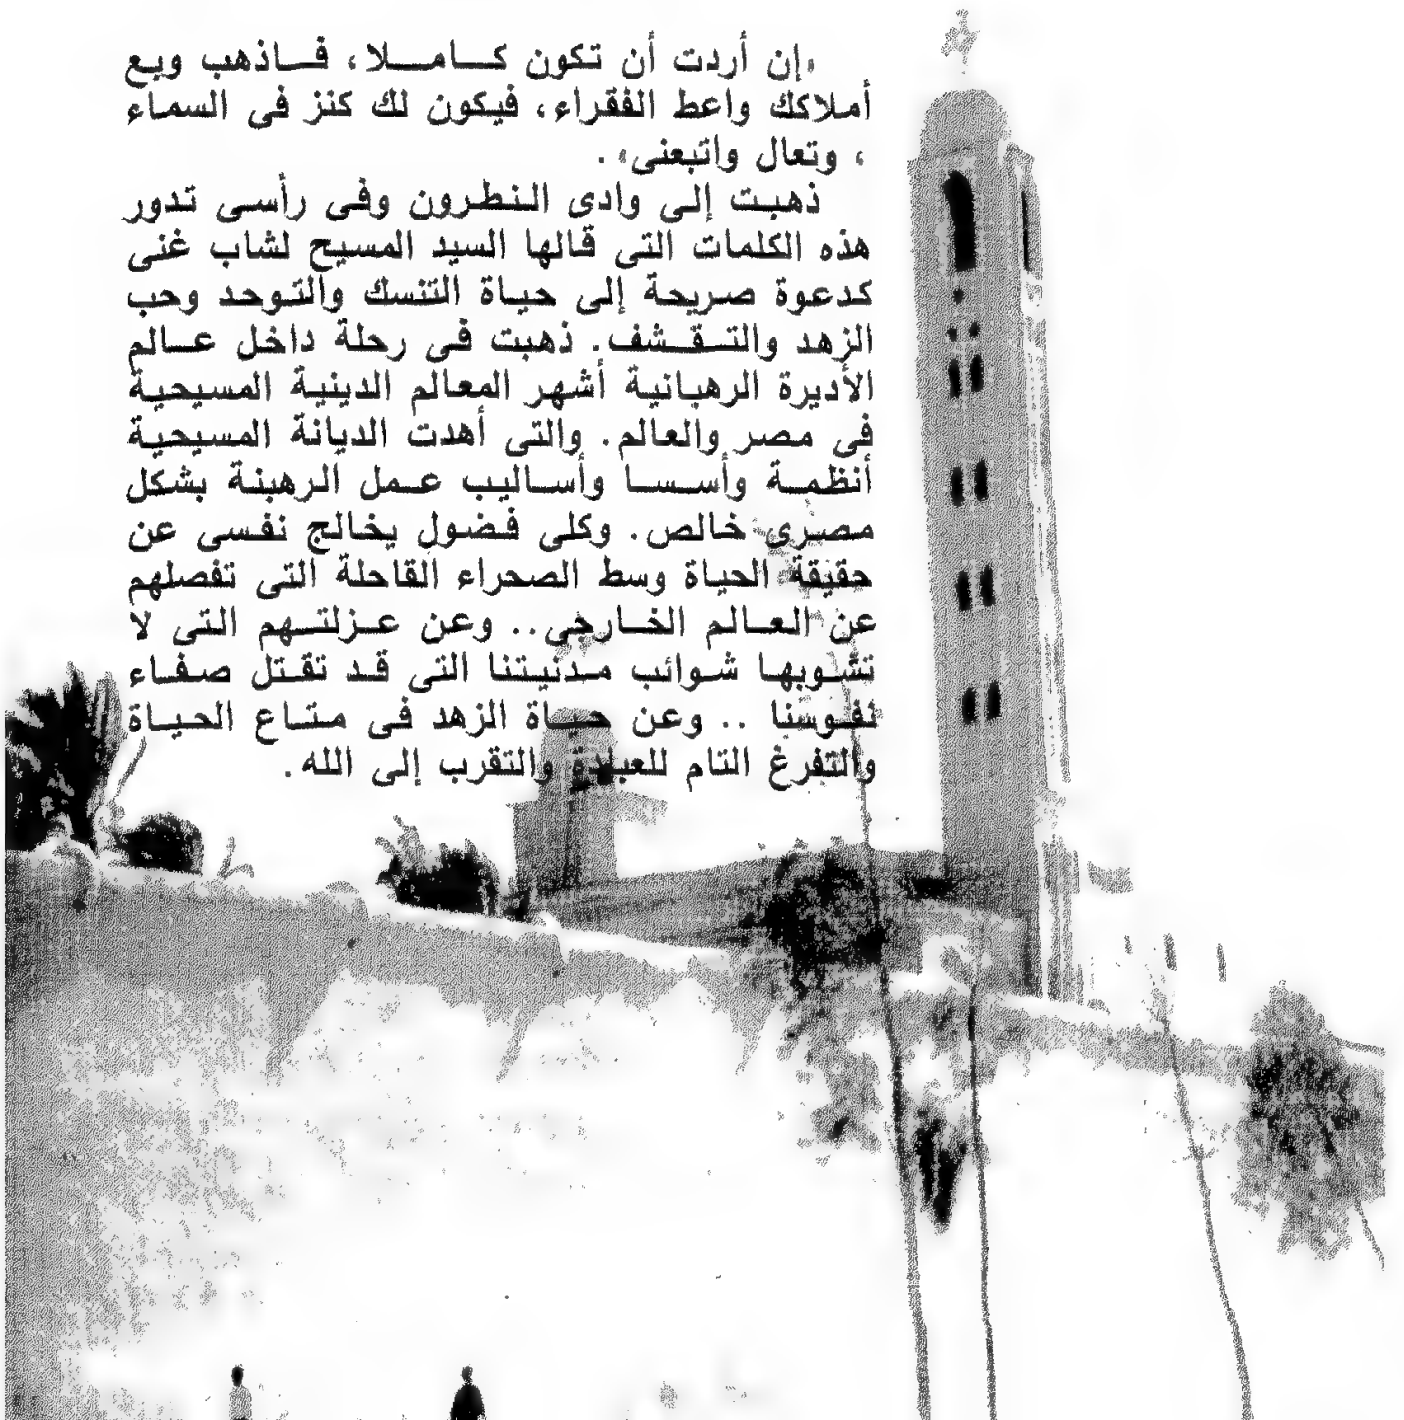 «إن أردت أن تكون كاملا، فاذهب وبع
أملاكك واعط الفقراء، فيكون لك كنز فى السماء
، وتعال واتبعنى».
ذهبت إلى وادى النطرون وفى رأسى تدور
هذه الكلمات التى قالها السيد المسيح لشاب غنى
كدعوة صريحة إلى حياة التنسك والتوحد وحب
الزهد والتقشف. ذهبت فى رحلة داخل عالم
الأديرة الرهبانية أشهر المعالم الدينية المسيحية
فى مصر والعالم. والتى أهدت الديانة المسيحية
أنظمة وأسسا وأساليب عمل الرهبنة بشكل
مصرى خالص. وكلى فضول يخالج نفسى عن
حقيقة الحياة وسط الصحراء القاحلة التى تفصلهم
عن العالم الخارجى.. وعن عزلتهم التى لا
تشوبها شوائب مدنيتنا التى قد تقتل صفاء
نفوسنا .. وعن حياة الزهد فى متاع الحياة
والتفرغ التام للعبادة والتقرب إلى الله.